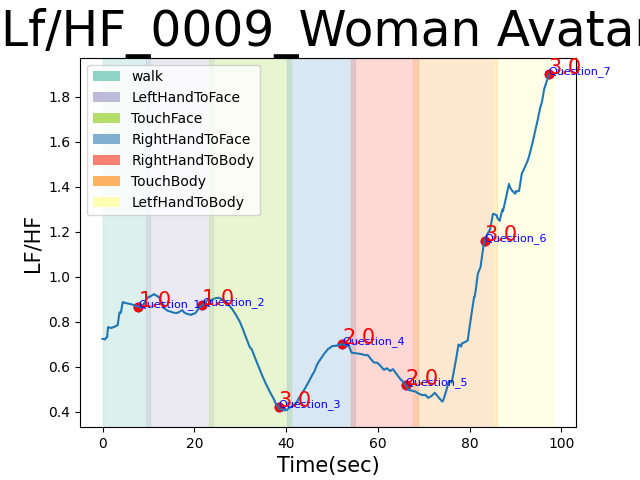 Lf/HF_0009_Woman Avatar
walk
LeftHandToFace
TouchFace
RightHandToFace
RightHandToBody
TouchBody
LetfHandToBody
LF/HF
1.8
1.6
1.4
1.2
1.0
0.8
0.6
0.4
1.0
Question_1
1.0
Question_2
3.0
Question_3
2.0
Question_4
2.0
Question_5
3.0
Question_6
3.0
Question_7
0
20
40
60
80
100
Time(sec)